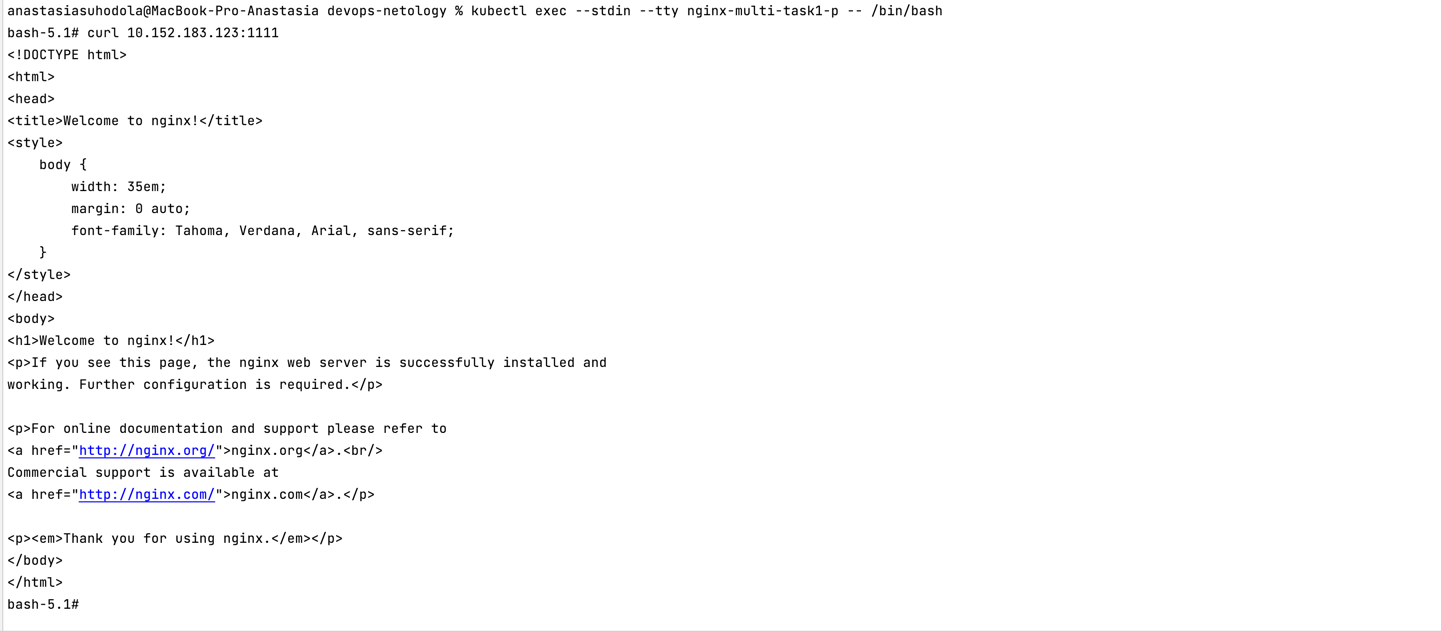 anastasiasuhodola@MacBook-Pro-Anastasia devops-netology % kubectl exec --stdin --tty nginx-multi-task1-p -- /bin/bash
bash-5.1# curl 10.152.183.123:1111
<!DOCTYPE html>
<html>
<head>
<title>Welcome to nginx!</title>
<style>
    body {
        width: 35em;
        margin: 0 auto;
        font-family: Tahoma, Verdana, Arial, sans-serif;
    }
</style>
</head>
<body>
<h1>Welcome to nginx!</h1>
<p>If you see this page, the nginx web server is successfully installed and
working. Further configuration is required.</p>

<p>For online documentation and support please refer to
<a href="http://nginx.org/">nginx.org</a>.<br/>
Commercial support is available at
<a href="http://nginx.com/">nginx.com</a>.</p>

<p><em>Thank you for using nginx.</em></p>
</body>
</html>
bash-5.1#